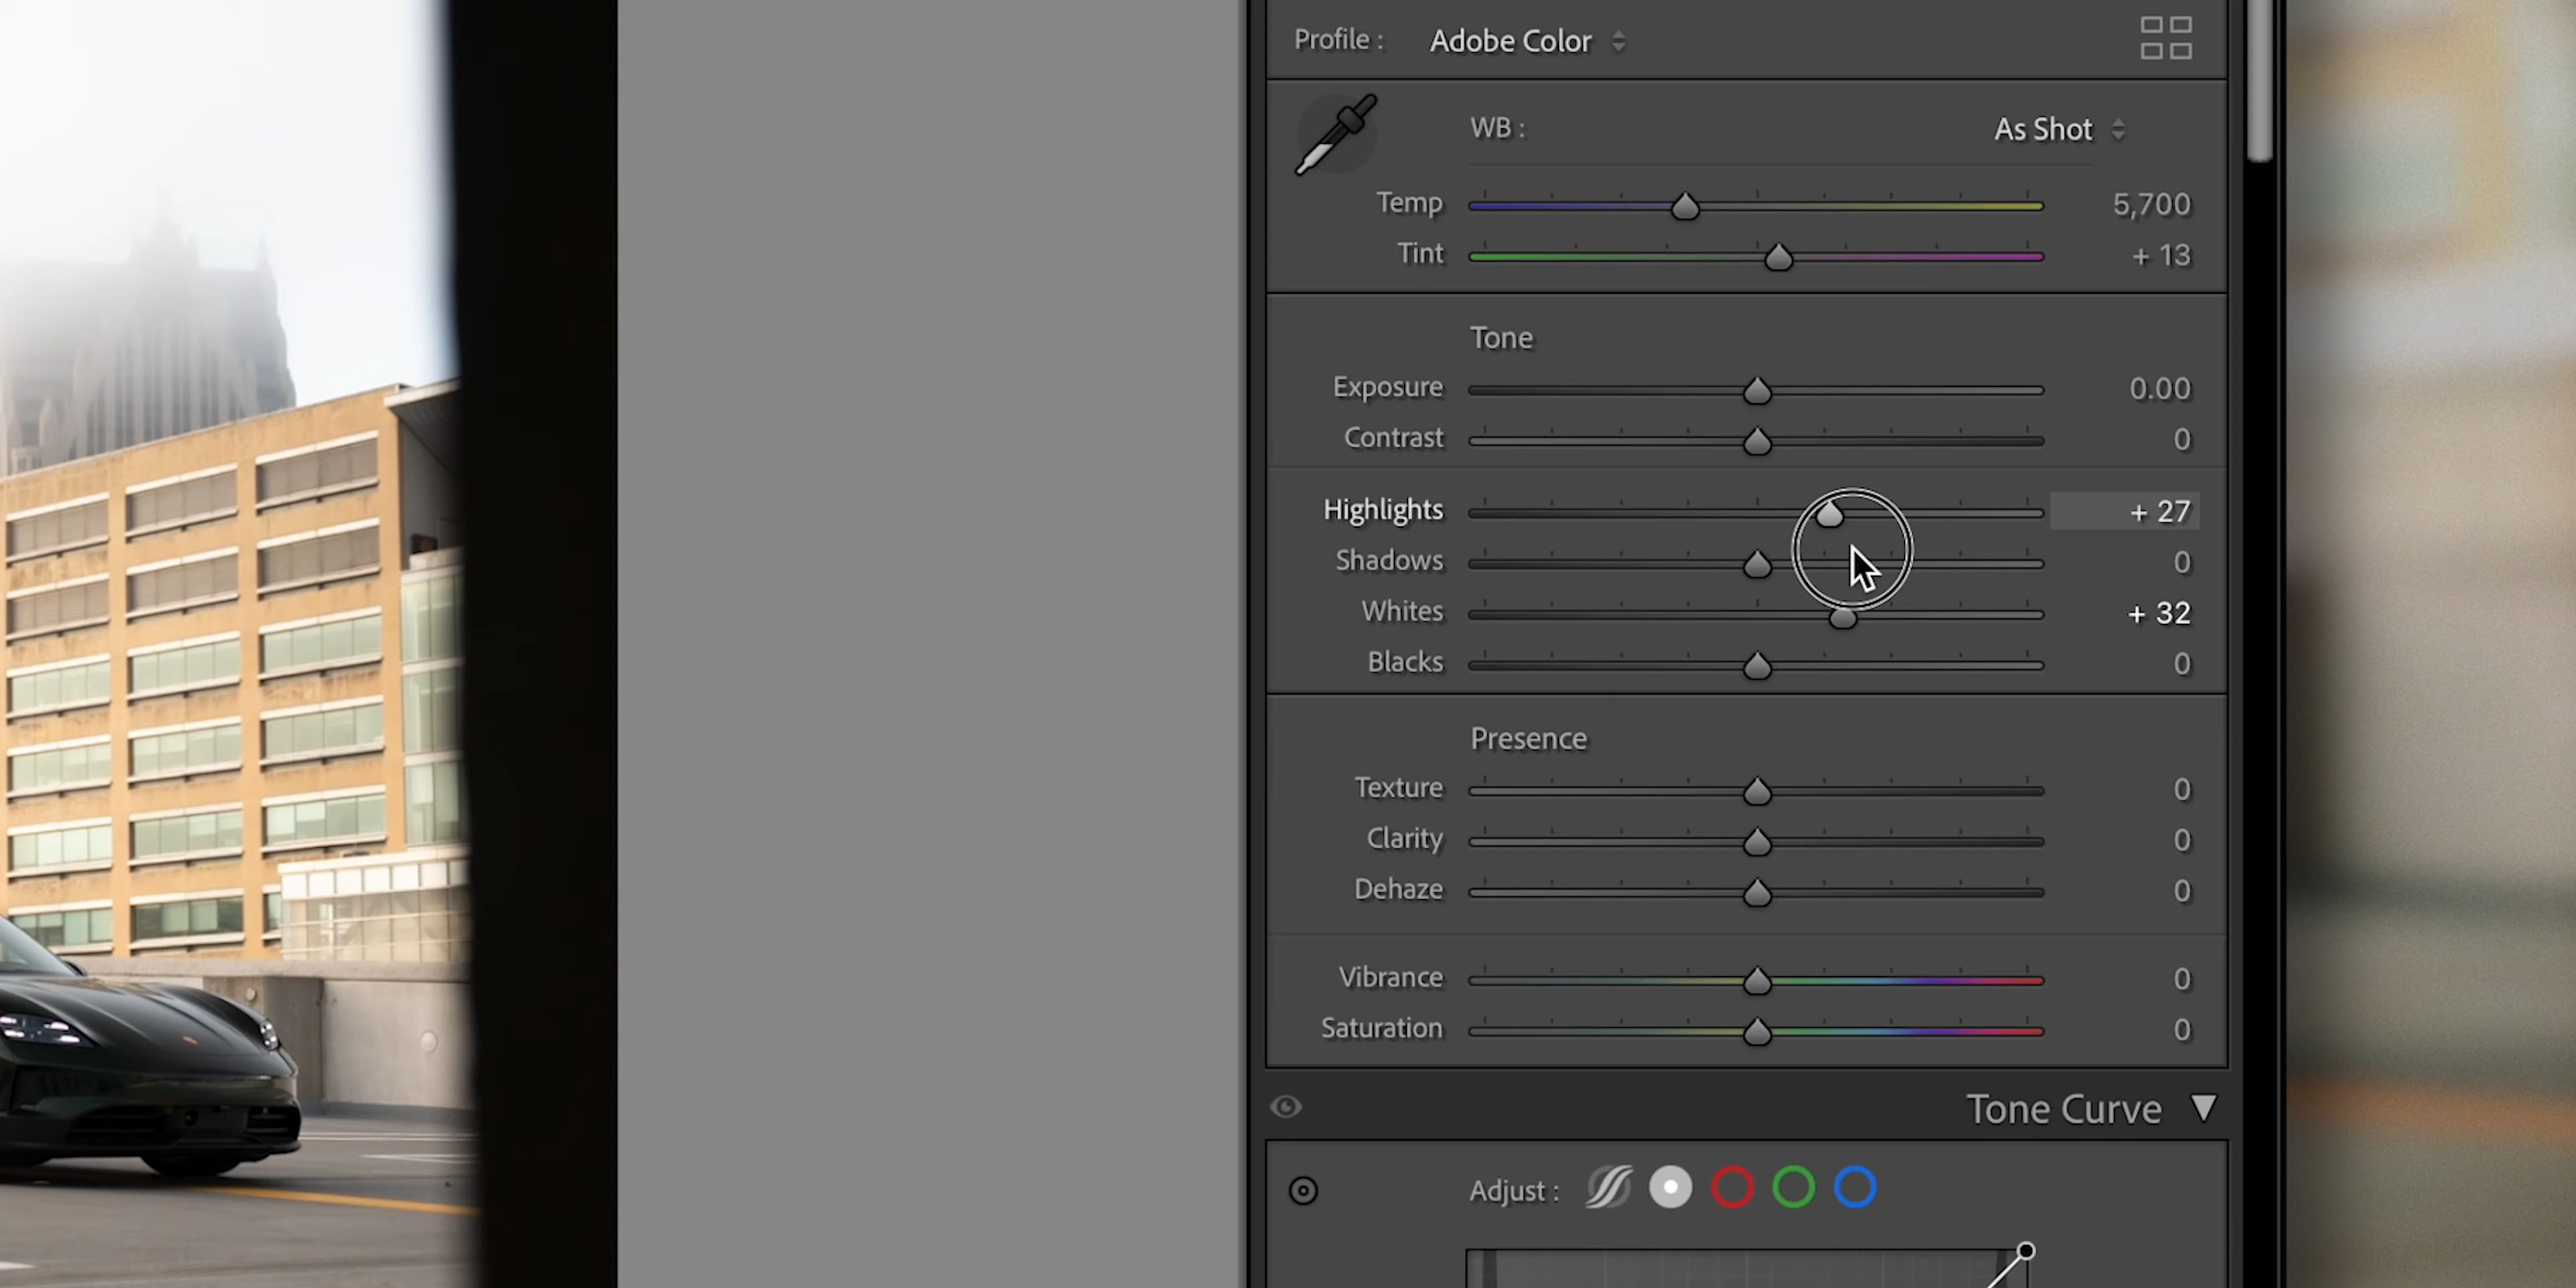 Profile : Adobe Color
WB : As Shot
Temp 5,700
Tint + 13
Tone
Exposure 0.00
Contrast 0
Highlights + 27
Shadows 0
Whites + 32
Blacks 0
Presence
Texture 0
Clarity 0
Dehaze 0
Vibrance 0
Saturation 0
Tone Curve
Adjust :